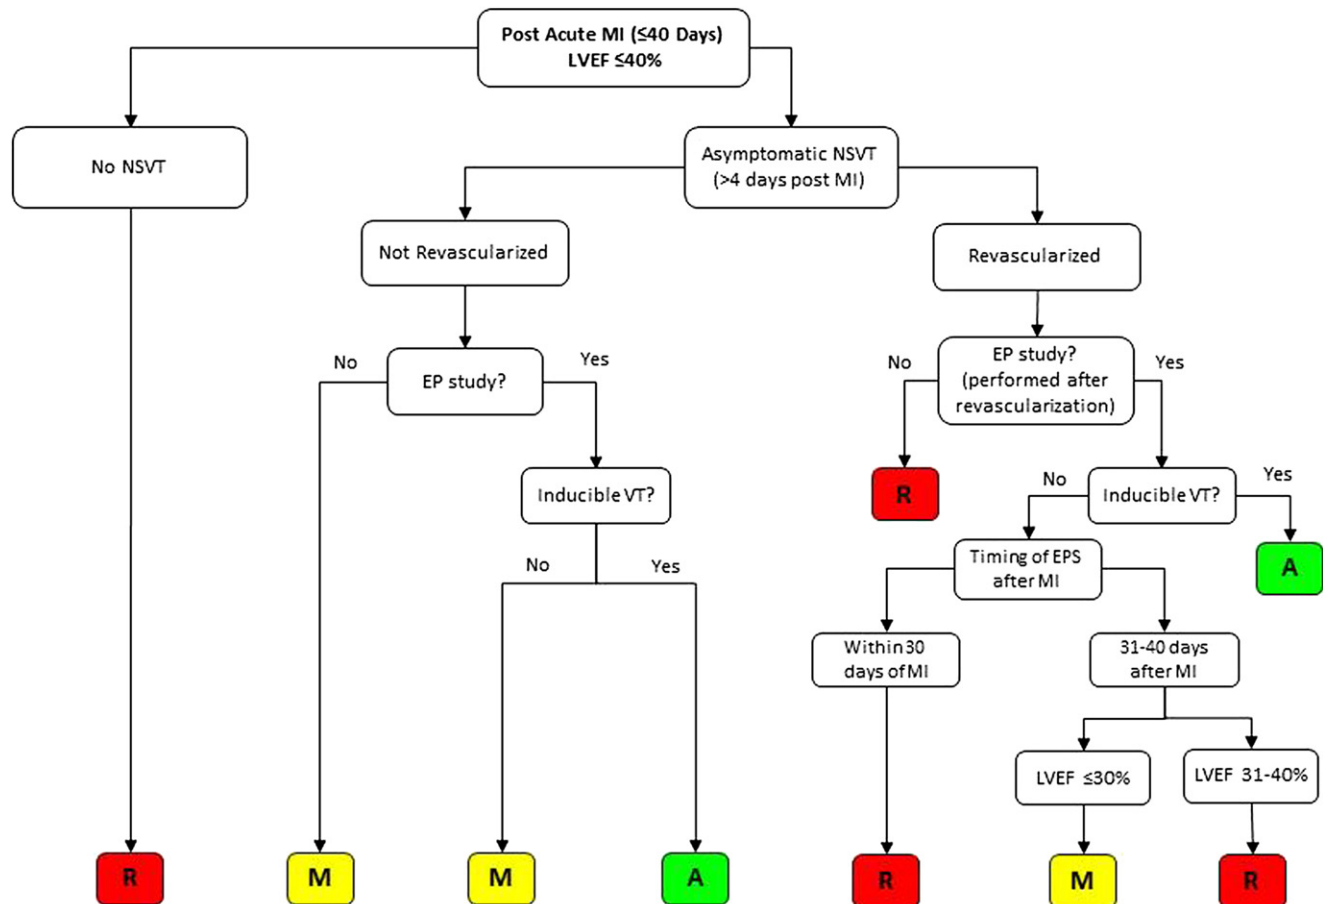 Post Acute MI (≤40 Days)
LVEF ≤40%
No NSVT
Asymptomatic NSVT
(>4 days post MI)
Not Revascularized
Revascularized
No
EP study?
Yes
No
EP study?
(performed after
revascularization)
Yes
Inducible VT?
No
Yes
R
No
Inducible VT?
Yes
Timing of EPS
after MI
A
Within 30
days of MI
31-40 days
after MI
LVEF ≤30%
LVEF 31-40%
R
M
M
A
R
M
R